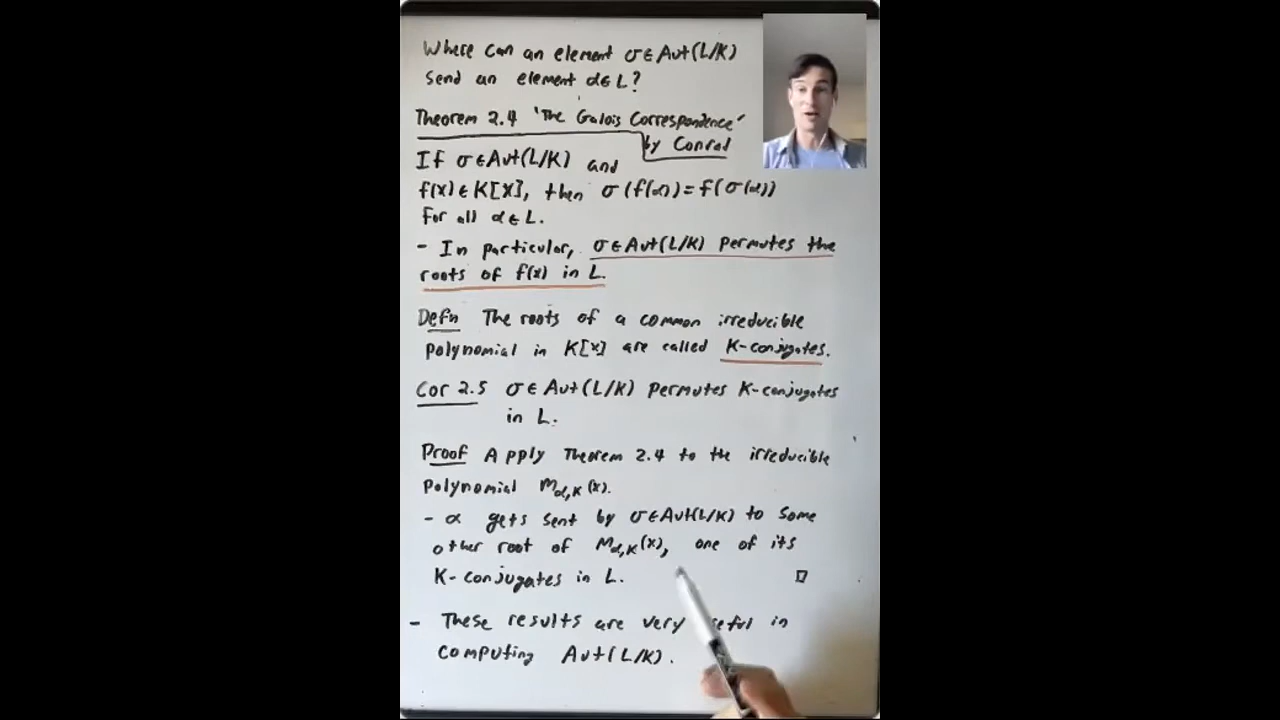 Where can an element σ∈Aut(L/K)
send an element α∈L?
Theorem 2.4 "The Galois Correspondence"
by Conrad
If σ∈Aut(L/K) and
f(x)∈K[X], then σ(f(α))=f(σ(α))
for all α∈L.
- In particular, σ∈Aut(L/K) permutes the
roots of f(x) in L.
Defn The roots of a common irreducible
polynomial in K[x] are called K-conjugates.
Cor 2.5 σ∈Aut(L/K) permutes K-conjugates
in L.
Proof Apply Theorem 2.4 to the irreducible
polynomial m_{α,K}(x).
- α gets sent by σ∈Aut(L/K) to some
other root of m_{α,K}(x), one of its
K-conjugates in L. □
- These results are very useful in
computing Aut(L/K).